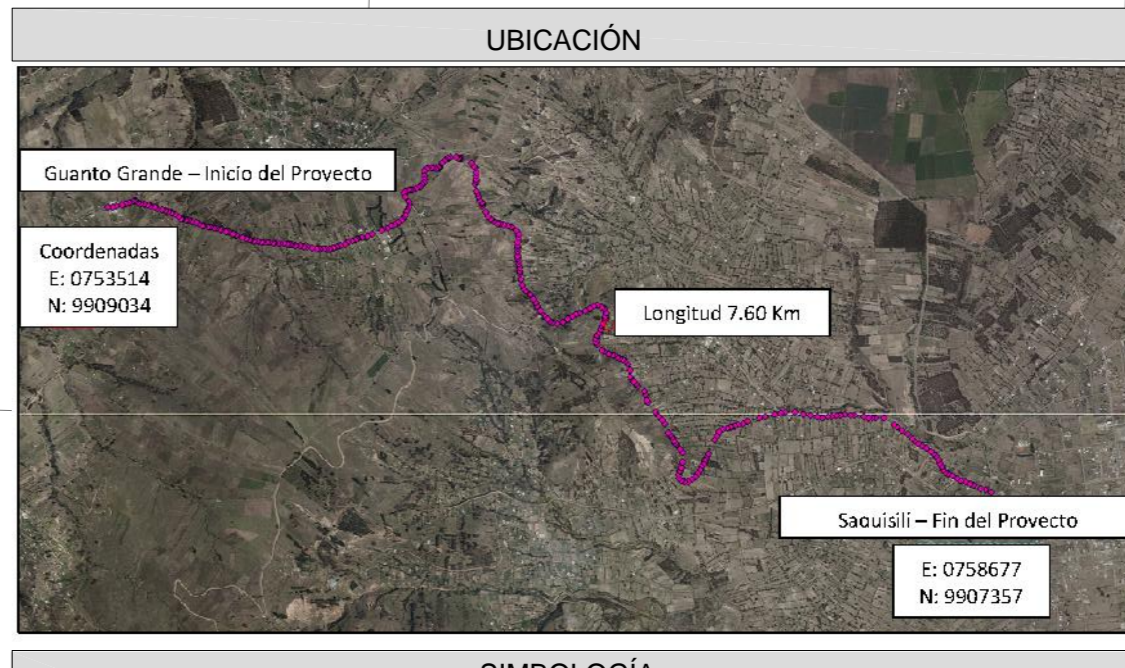 UBICACIÓN
Guanto Grande – Inicio del Proyecto
Coordenadas
E: 0753514
N: 9909034
Longitud 7.60 Km
Saquisilí – Fin del Proyecto
E: 0758677
N: 9907357
SIMBOLOGÍA